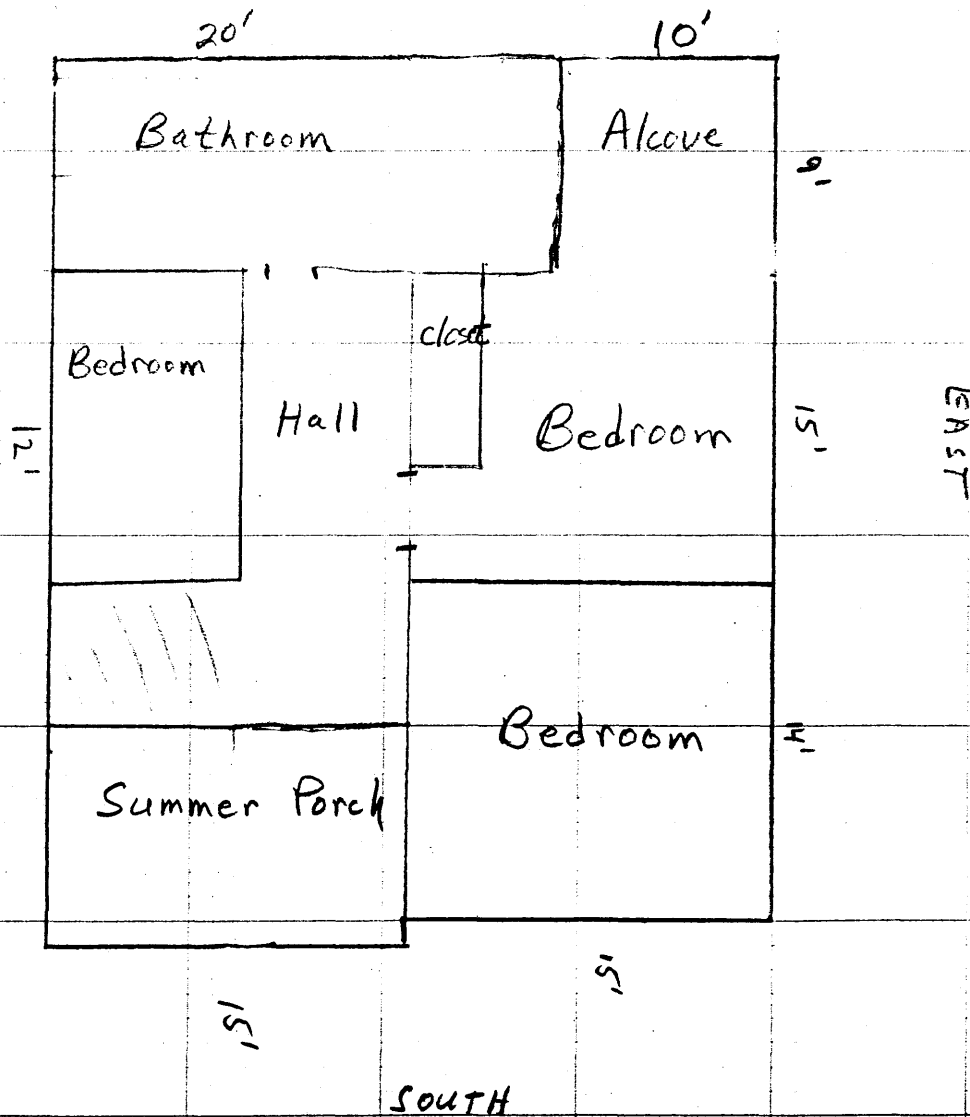 20'
10'
Bathroom
Alcove
9'
closet
Bedroom
Hall
Bedroom
12'
15'
EAST
Bedroom
14'
Summer Porch
15'
15'
SOUTH